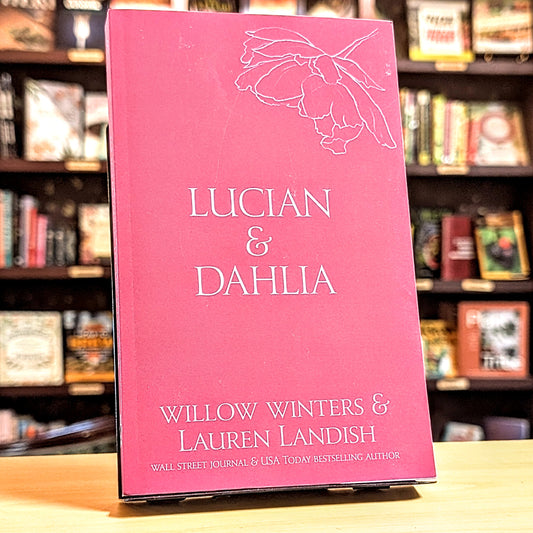 LUCIAN
&
DAHLIA
WILLOW WINTERS &
LAUREN LANDISH
WALL STREET JOURNAL & USA TODAY BESTSELLING AUTHOR